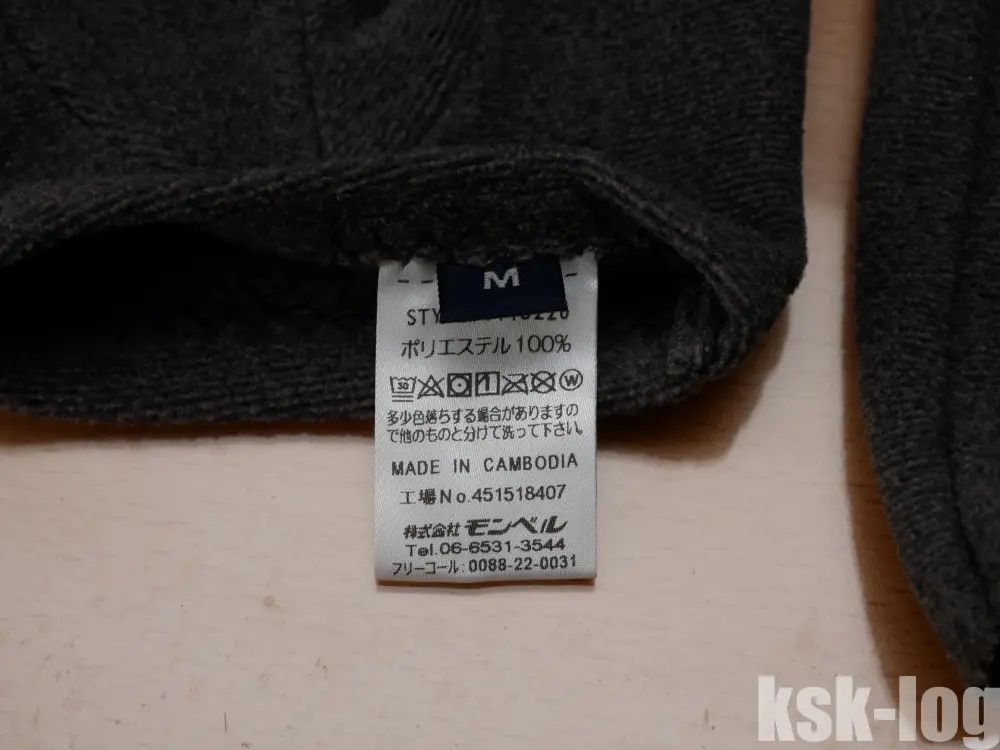 M
ポリエステル100%
30 1 W
多少色落ちする場合がありますの
で他のものと分けて洗って下さい。
MADE IN CAMBODIA
工場No.451518407
株式会社 モンベル
Tel.06-6531-3544
フリーコール:0088-22-0031
ksk-log